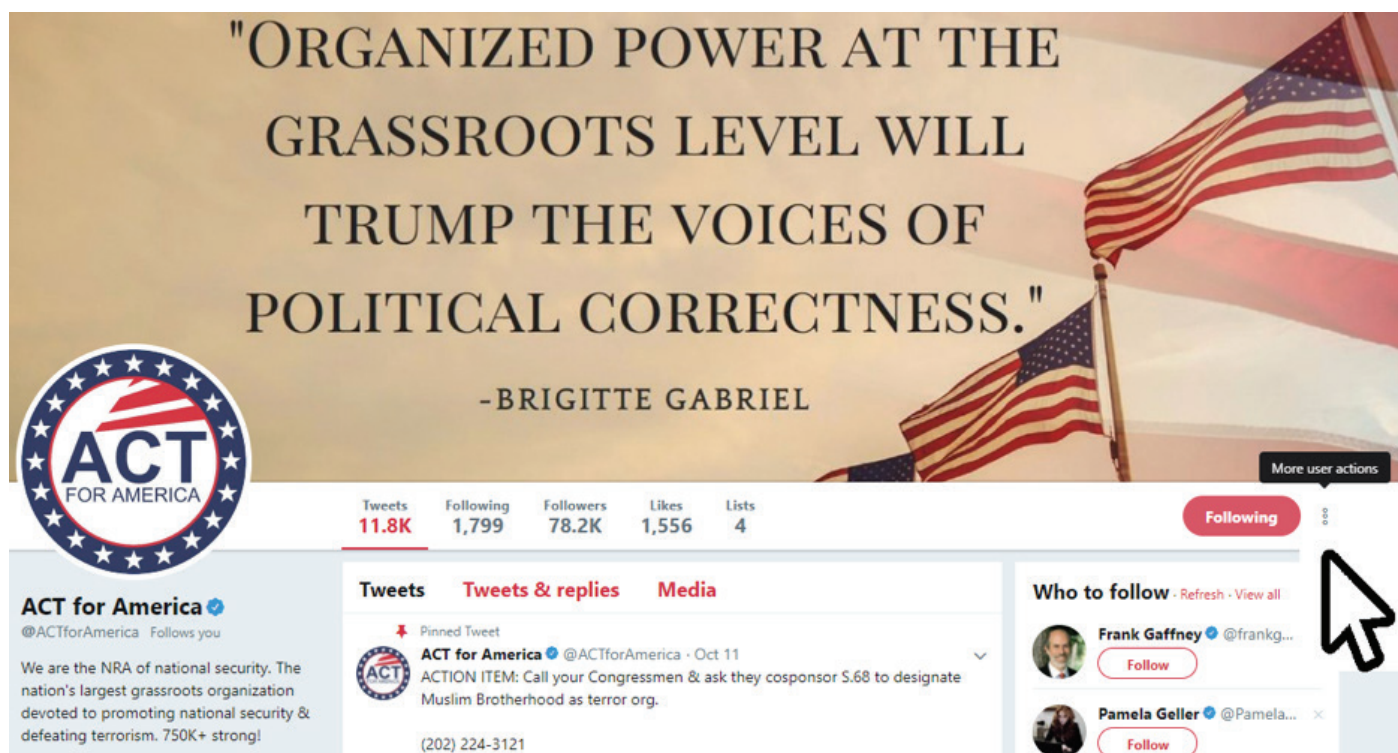 "ORGANIZED POWER AT THE
GRASSROOTS LEVEL WILL
TRUMP THE VOICES OF
POLITICAL CORRECTNESS."
-BRIGITTE GABRIEL
ACT
FOR AMERICA
More user actions
Tweets Following Followers Likes Lists
11.8K 1,799 78.2K 1,556 4
Following
ACT for America
@ACTforAmerica Follows you
We are the NRA of national security. The
nation's largest grassroots organization
devoted to promoting national security &
defeating terrorism. 750K+ strong!
Tweets Tweets & replies Media
Pinned Tweet
ACT
ACT for America @ACTforAmerica · Oct 11
ACTION ITEM: Call your Congressmen & ask they cosponsor S.68 to designate
Muslim Brotherhood as terror org.
(202) 224-3121
Who to follow · Refresh · View all
Frank Gaffney @frankg...
Follow
Pamela Geller @Pamela...
Follow